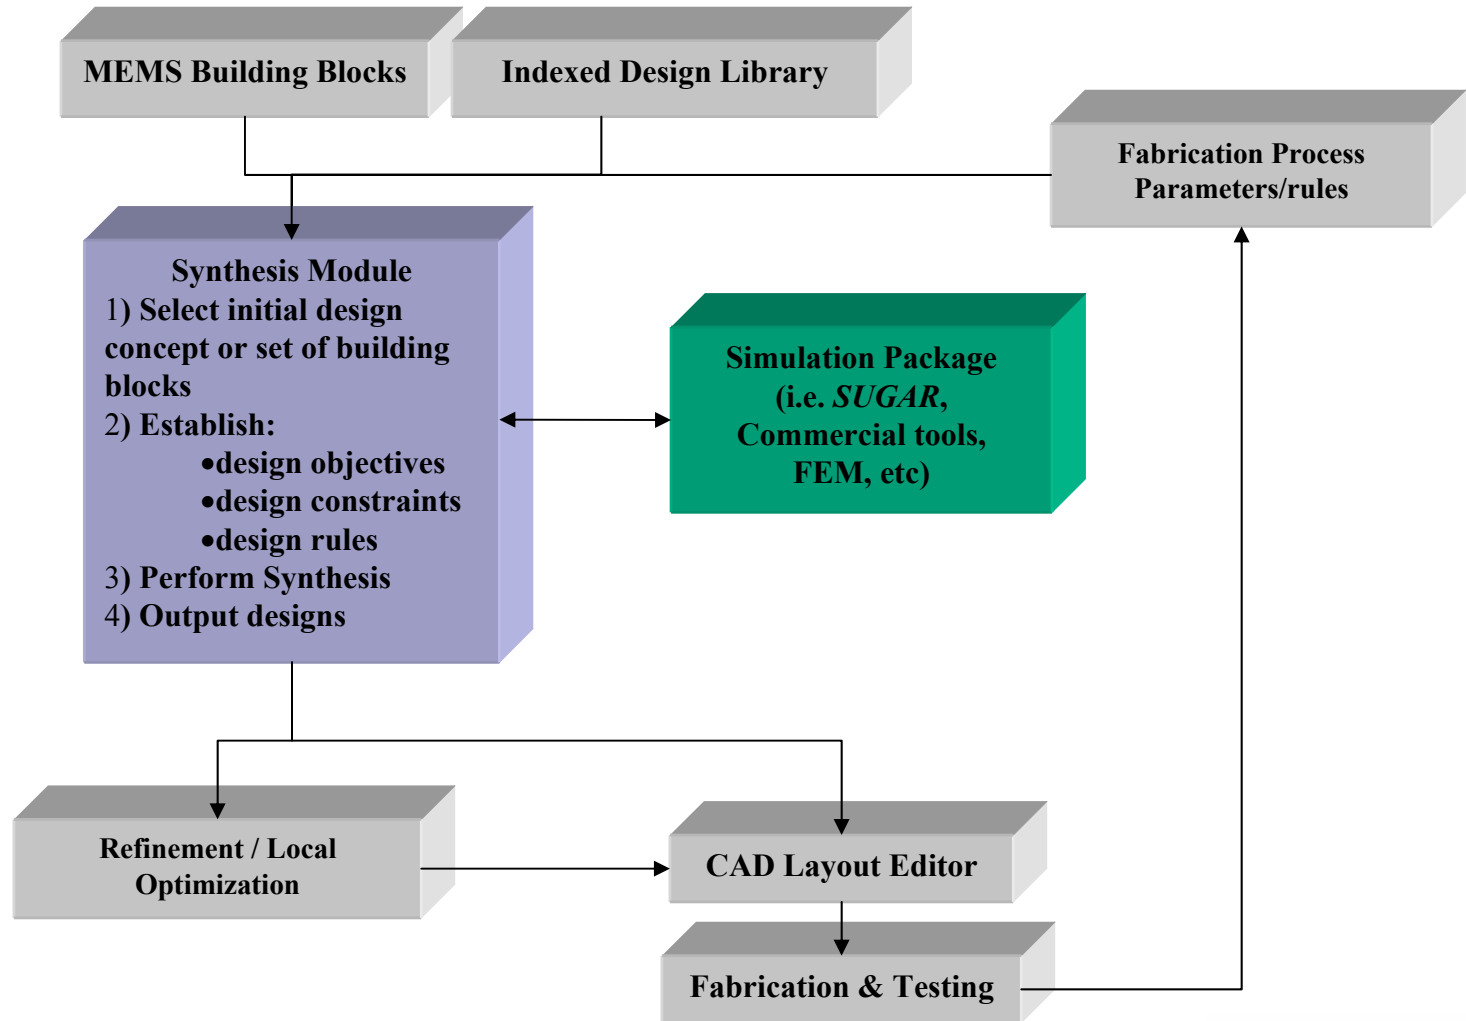 MEMS Building Blocks
Indexed Design Library
Fabrication Process
Parameters/rules
Synthesis Module
1) Select initial design
concept or set of building
blocks
2) Establish:
•design objectives
•design constraints
•design rules
3) Perform Synthesis
4) Output designs
Simulation Package
(i.e. SUGAR,
Commercial tools,
FEM, etc)
Refinement / Local
Optimization
CAD Layout Editor
Fabrication & Testing